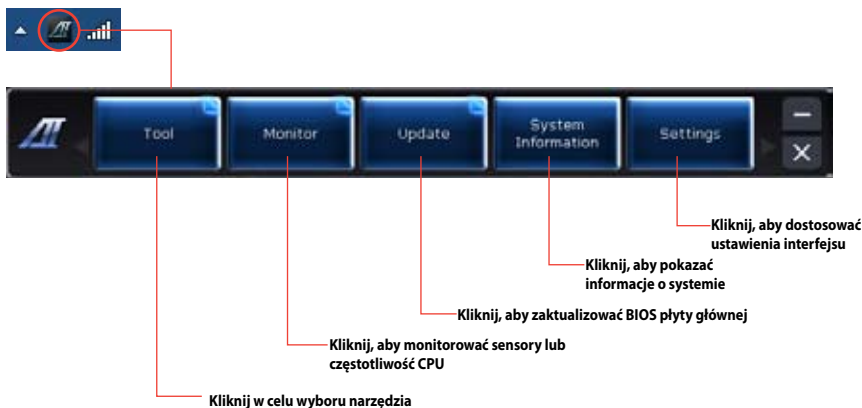 Tool
Monitor
Update
System
Information
Settings
Kliknij, aby dostosować
ustawienia interfejsu
Kliknij, aby pokazać
informacje o systemie
Kliknij, aby zaktualizować BIOS płyty głównej
Kliknij, aby monitorować sensory lub
częstotliwość CPU
Kliknij w celu wyboru narzędzia